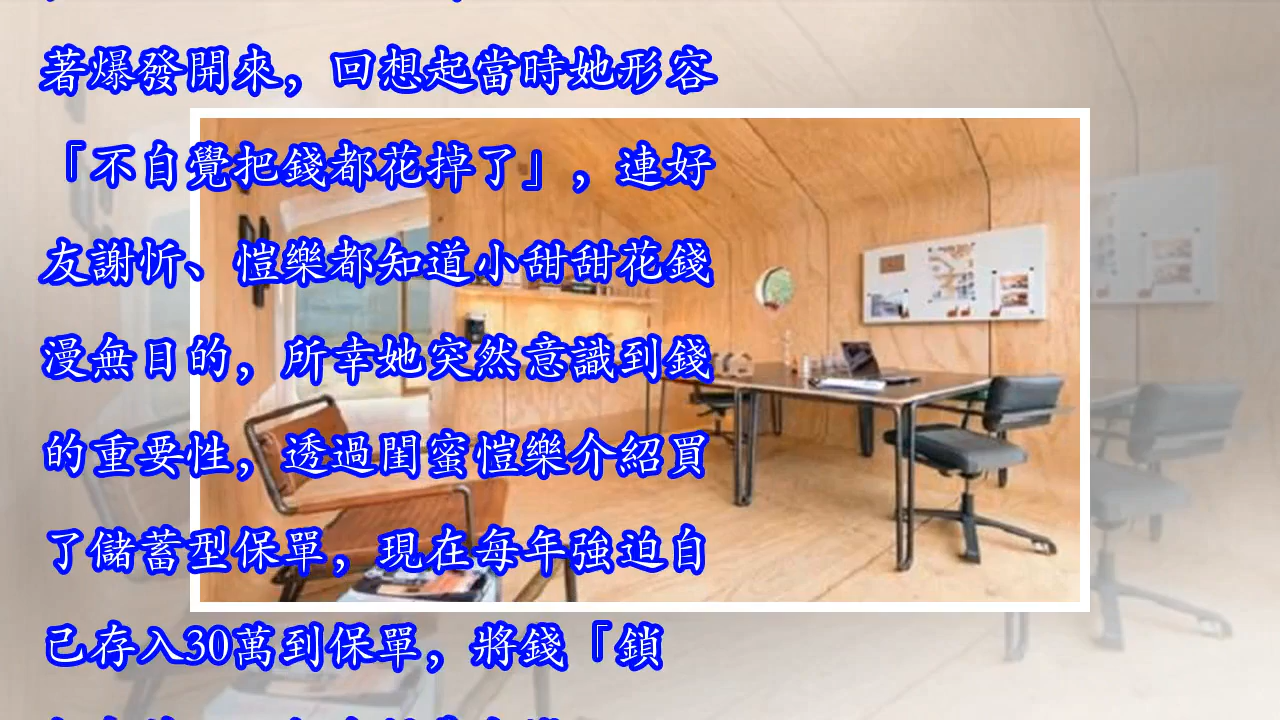 著爆發開來，回想起當時她形容
「不自覺把錢都花掉了」，連好
友謝忻、愷樂都知道小甜甜花錢
漫無目的，所幸她突然意識到錢
的重要性，透過閨蜜愷樂介紹買
了儲蓄型保單，現在每年強迫自
己存入30萬到保單，將錢「鎖